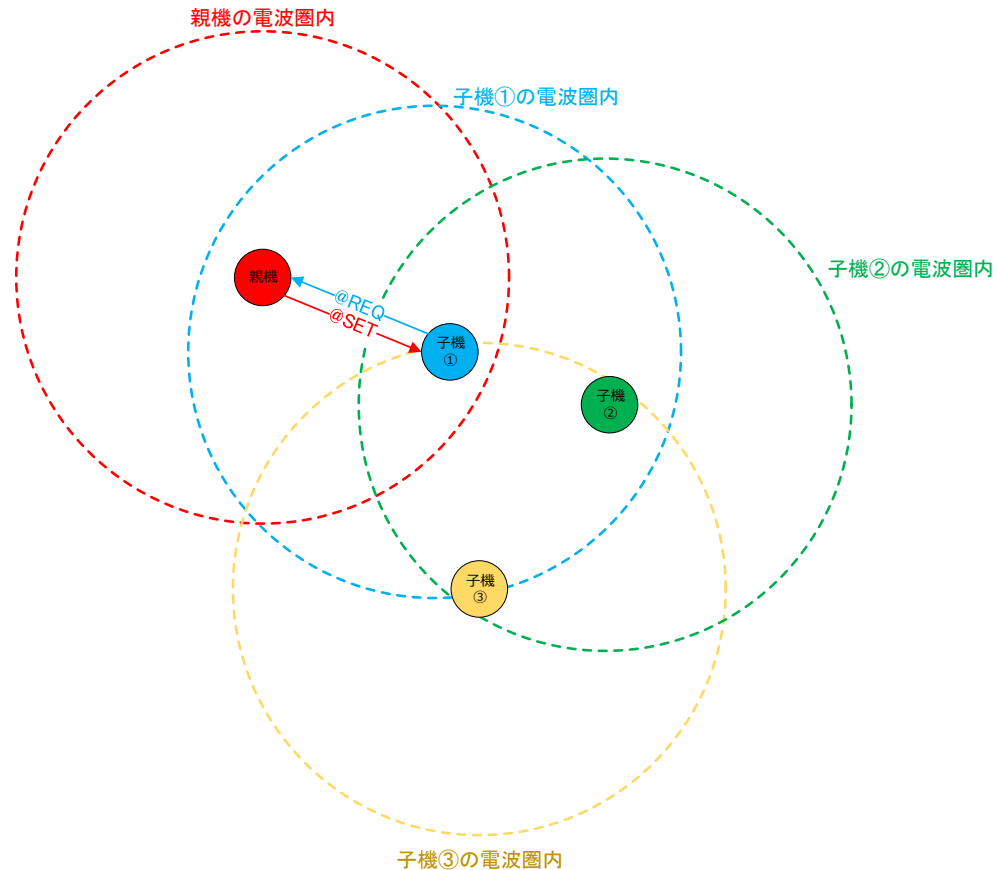 親機の電波圏内
子機①の電波圏内
子機②の電波圏内
親機
@REQ
@SET
子機
①
子機
②
子機
③
子機③の電波圏内